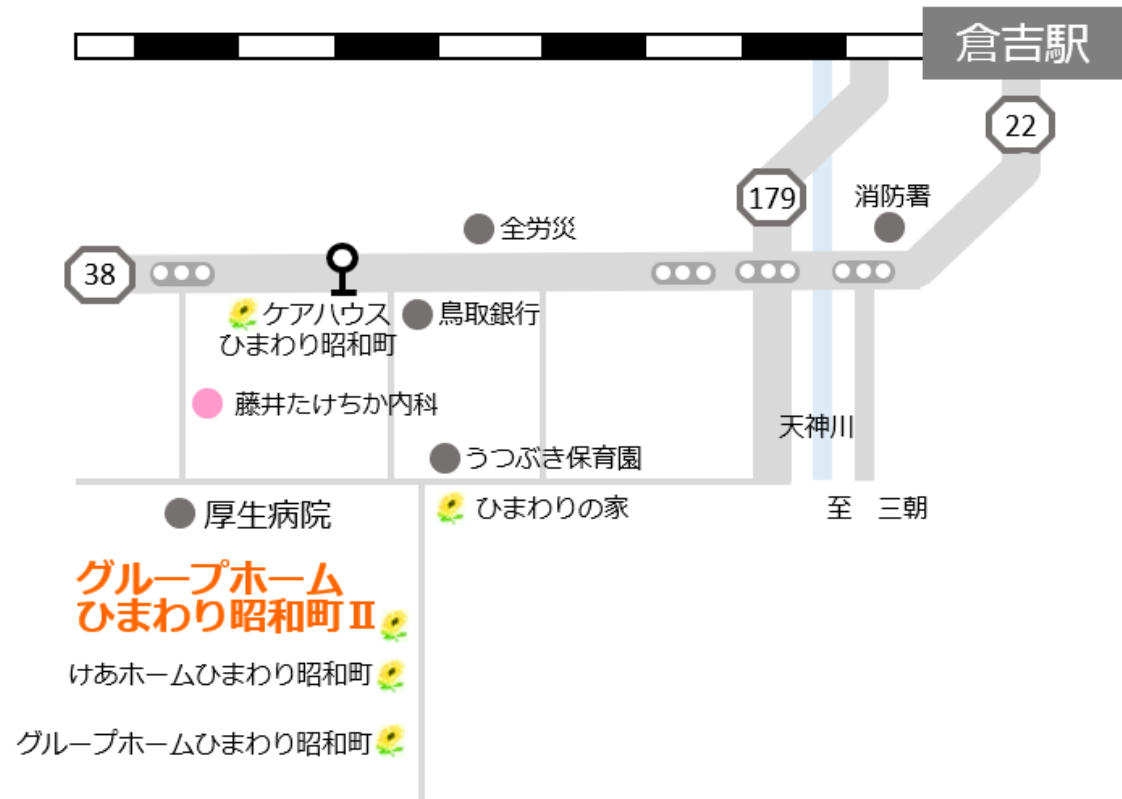 倉吉駅
22
179
消防署
全労災
38
ケアハウス
ひまわり昭和町
鳥取銀行
藤井たけちか内科
天神川
うつぶき保育園
ひまわりの家
至 三朝
厚生病院
グループホーム
ひまわり昭和町Ⅱ
けあホームひまわり昭和町
グループホームひまわり昭和町